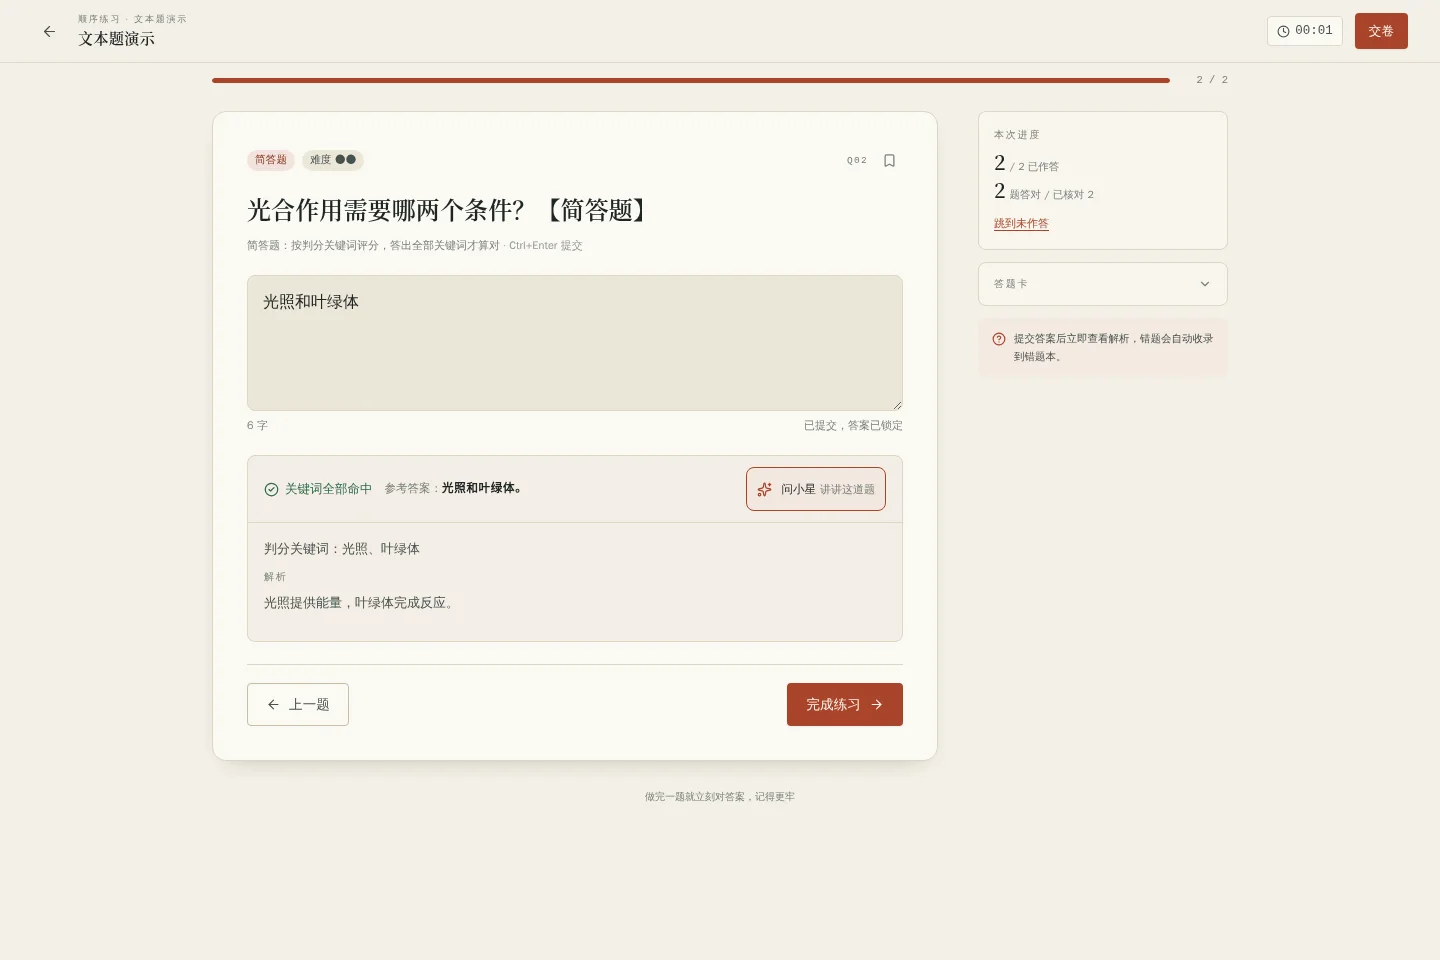 顺序练习 · 文本题演示
文本题演示
00:01
交卷
2 / 2
简答题
难度
Q02
光合作用需要哪两个条件？【简答题】
简答题：按判分关键词评分，答出全部关键词才算对 · Ctrl+Enter 提交
光照和叶绿体
6 字
已提交，答案已锁定
关键词全部命中
参考答案：光照和叶绿体。
问小星 讲讲这道题
判分关键词：光照、叶绿体
解析
光照提供能量，叶绿体完成反应。
上一题
完成练习
本次进度
2 / 2 已作答
2 题答对 / 已核对 2
跳到未作答
答题卡
提交答案后立即查看解析，错题会自动收录
到错题本。
做完一题就立刻对答案，记得更牢